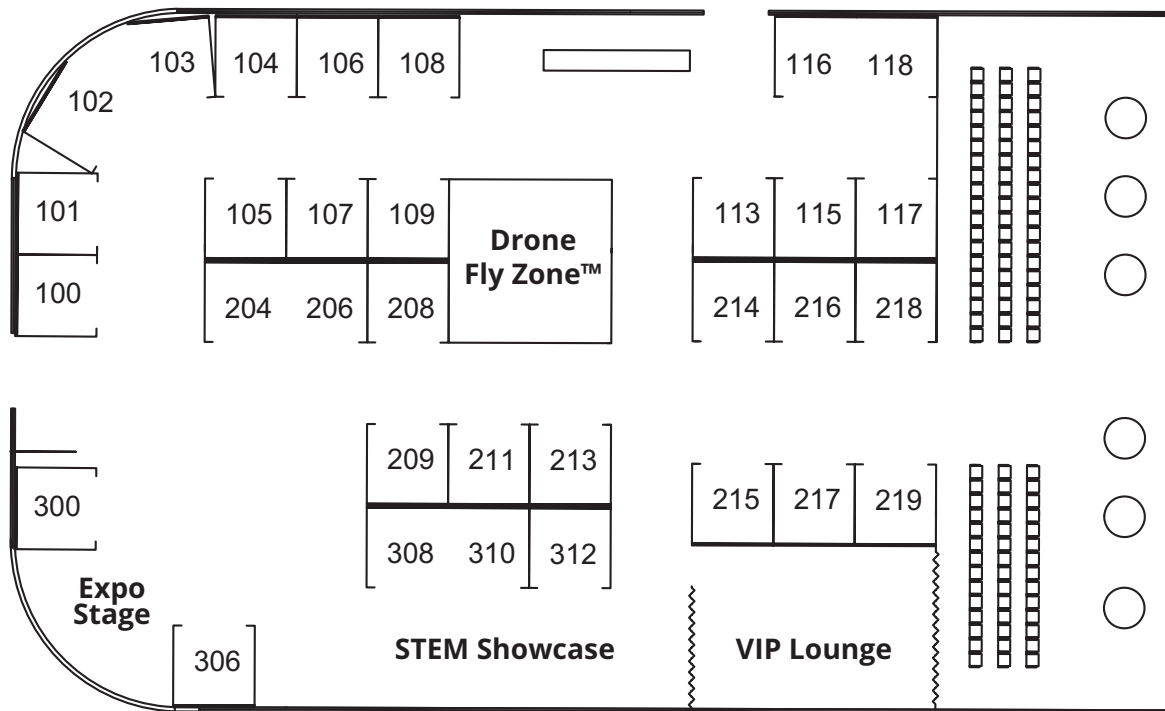 103 104 106 108 116 118
102
101 105 107 109 113 115 117
Drone
Fly Zone™
100 204 206 208 214 216 218
209 211 213
300 215 217 219
308 310 312
Expo
Stage
306 STEM Showcase VIP Lounge